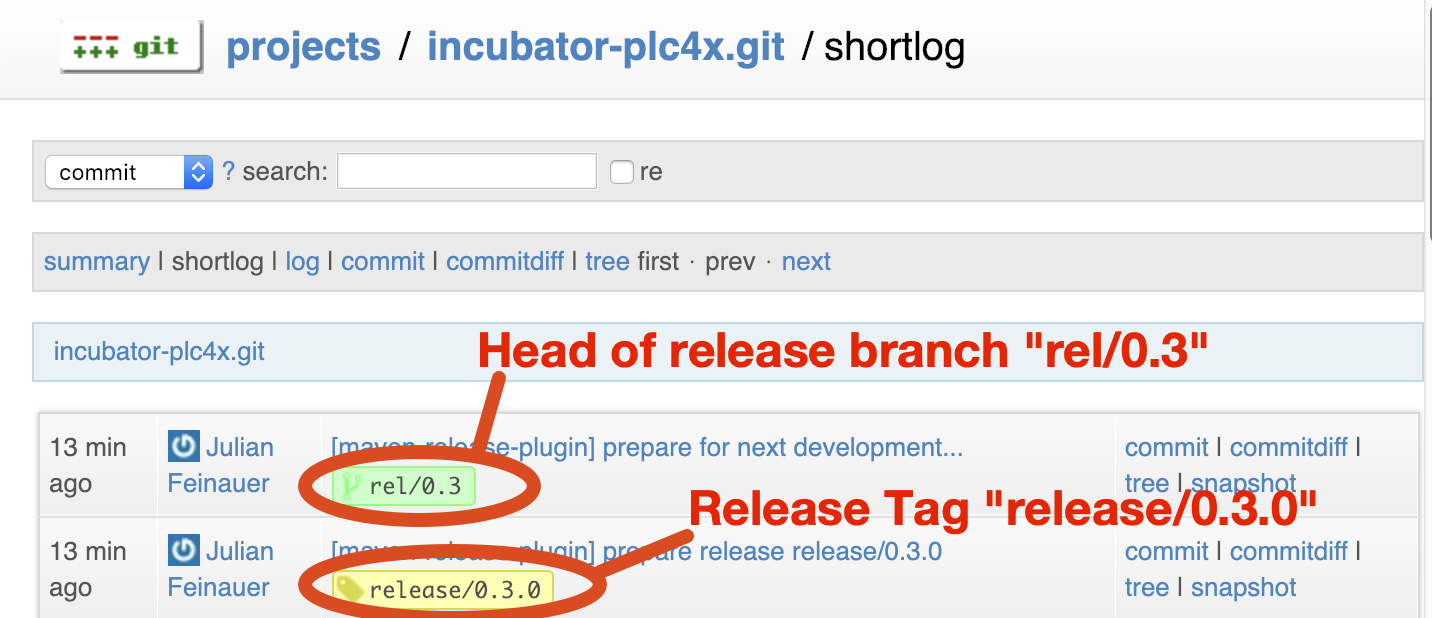 git projects / incubator-plc4x.git / shortlog
commit ? search: re
summary | shortlog | log | commit | commitdiff | tree first · prev · next
Head of release branch "rel/0.3"
incubator-plc4x.git
13 min ago
Julian Feinauer
[maven-release-plugin] prepare for next development...
rel/0.3
commit | commitdiff |
tree | snapshot
Release Tag "release/0.3.0"
13 min ago
Julian Feinauer
[maven-release-plugin] prepare release release/0.3.0
release/0.3.0
commit | commitdiff |
tree | snapshot